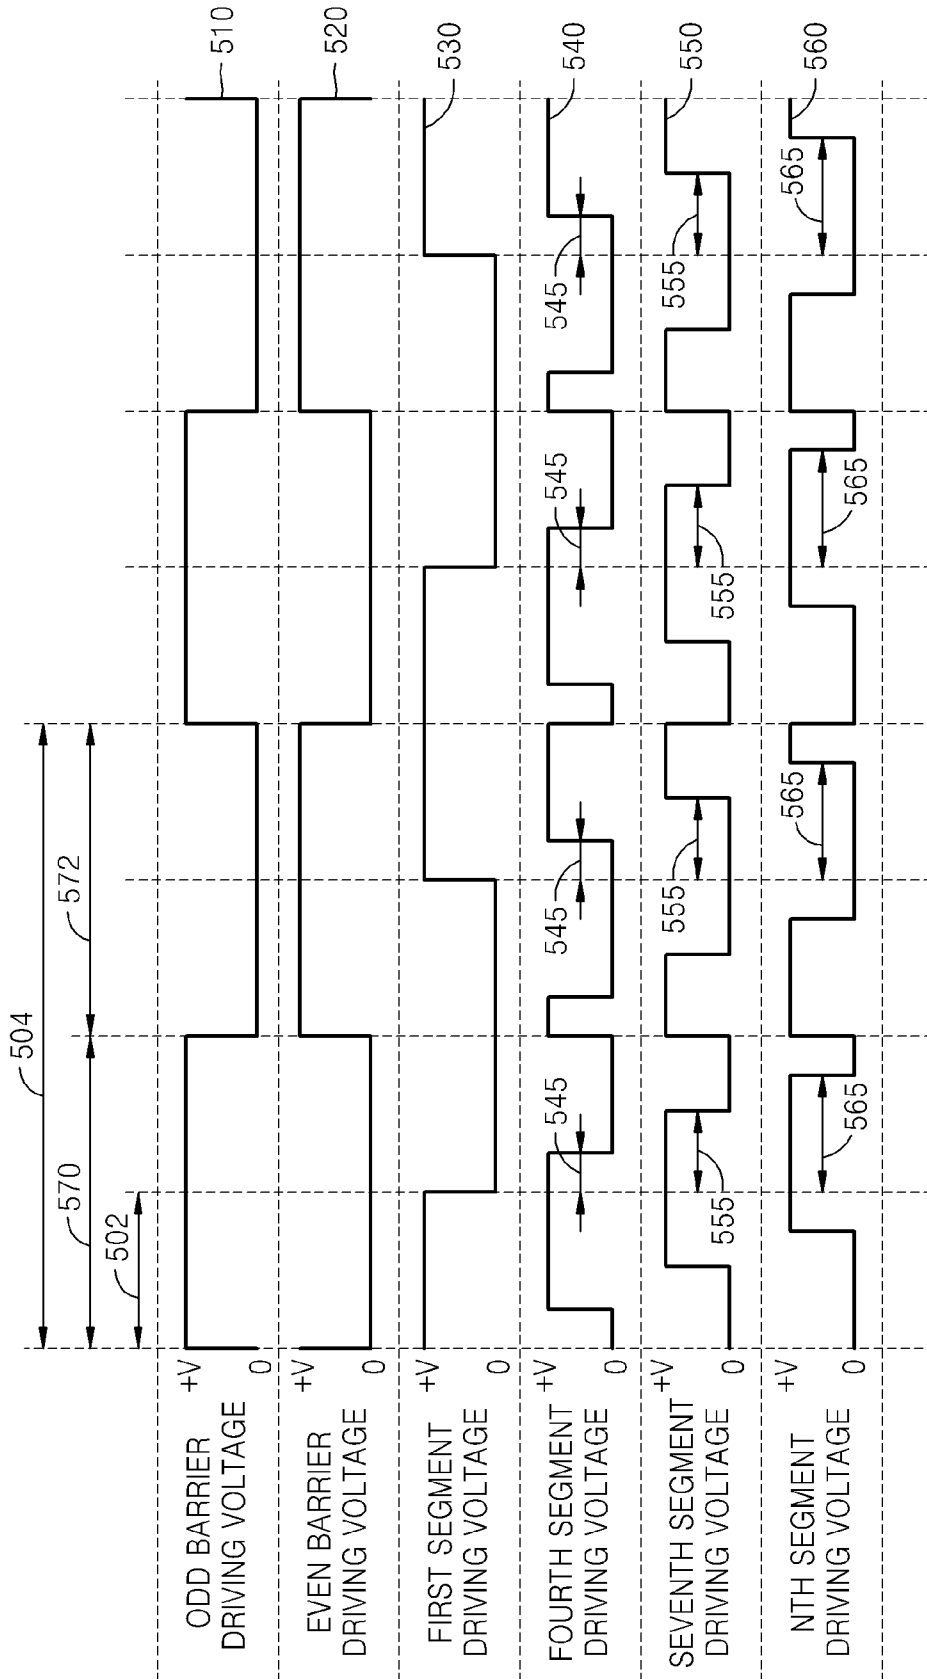 504
570
572
502
ODD BARRIER
DRIVING VOLTAGE
+V
0
510
EVEN BARRIER
DRIVING VOLTAGE
+V
0
520
FIRST SEGMENT
DRIVING VOLTAGE
+V
0
530
FOURTH SEGMENT
DRIVING VOLTAGE
+V
0
545
545
545
545
540
SEVENTH SEGMENT
DRIVING VOLTAGE
+V
0
555
555
555
555
550
NTH SEGMENT
DRIVING VOLTAGE
+V
0
565
565
565
565
560